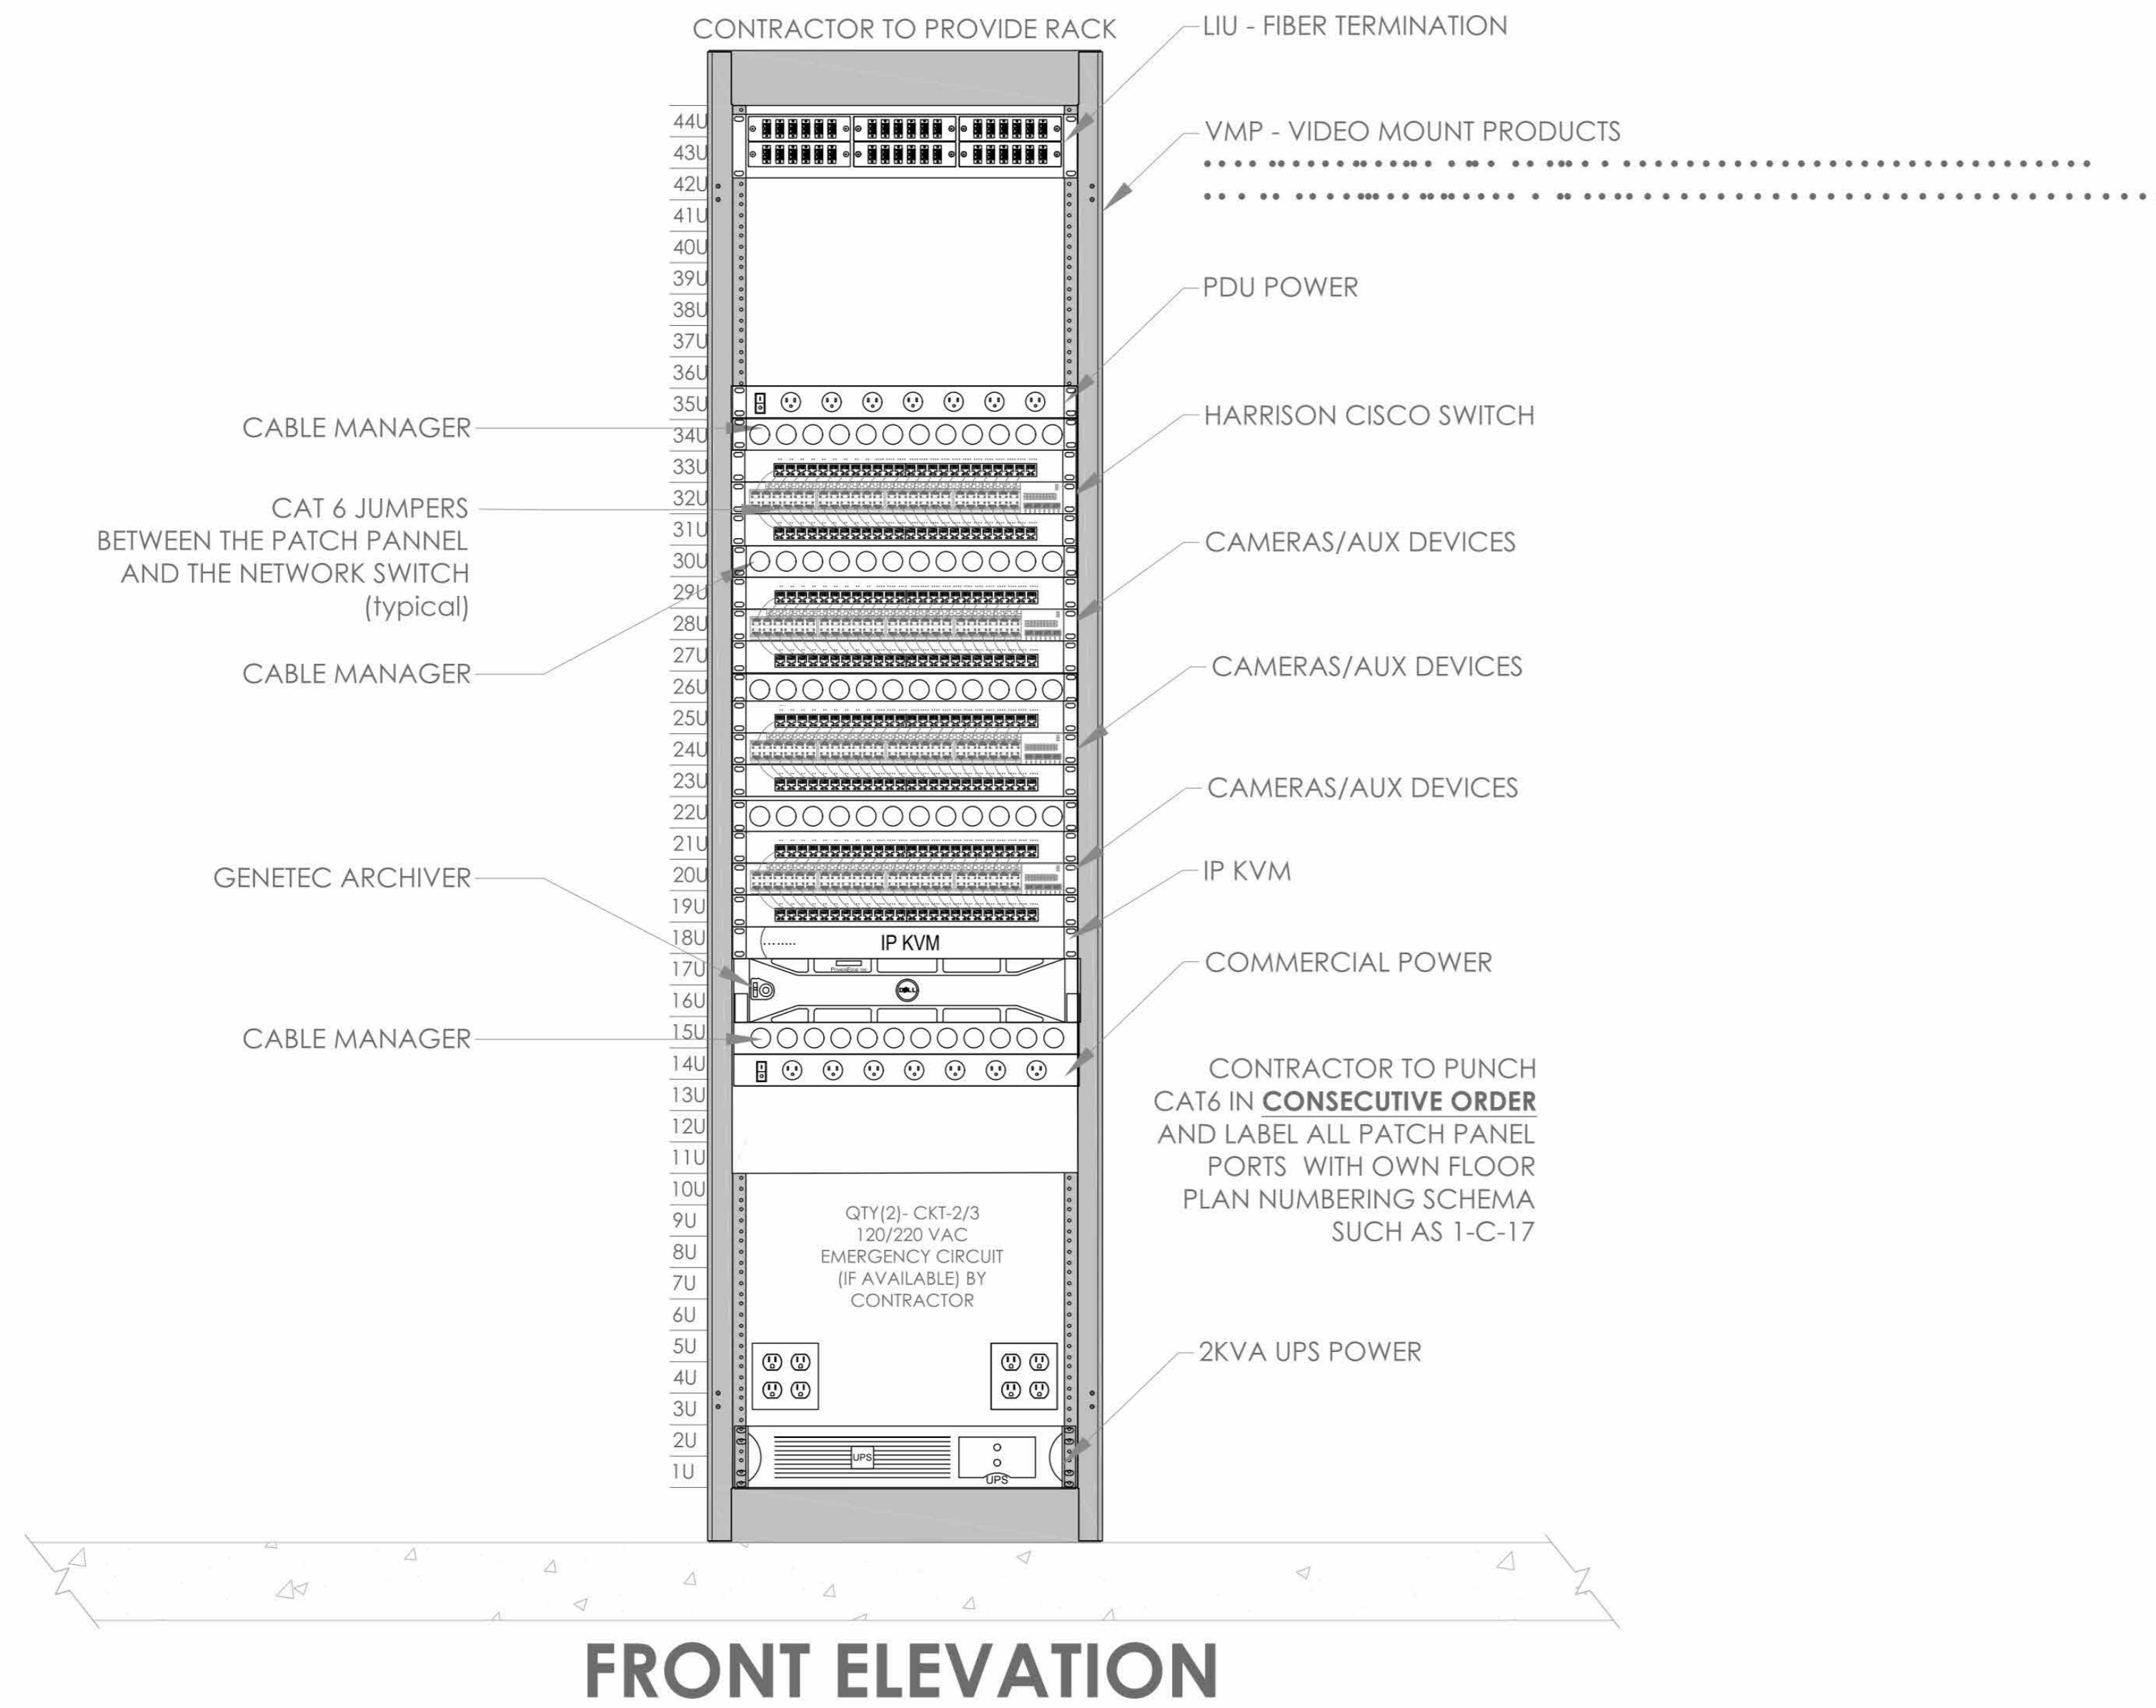 CONTRACTOR TO PROVIDE RACK
LIU - FIBER TERMINATION
VMP - VIDEO MOUNT PRODUCTS
PDU POWER
HARRISON CISCO SWITCH
CAMERAS/AUX DEVICES
CAMERAS/AUX DEVICES
CAMERAS/AUX DEVICES
IP KVM
COMMERCIAL POWER
CONTRACTOR TO PUNCH
CAT6 IN CONSECUTIVE ORDER
AND LABEL ALL PATCH PANEL
PORTS WITH OWN FLOOR
PLAN NUMBERING SCHEMA
SUCH AS 1-C-17
2KVA UPS POWER
CABLE MANAGER
CAT 6 JUMPERS
BETWEEN THE PATCH PANNEL
AND THE NETWORK SWITCH
(typical)
CABLE MANAGER
GENETEC ARCHIVER
CABLE MANAGER
44U
43U
42U
41U
40U
39U
38U
37U
36U
35U
34U
33U
32U
31U
30U
29U
28U
27U
26U
25U
24U
23U
22U
21U
20U
19U
18U
17U
16U
15U
14U
13U
12U
11U
10U
9U
8U
7U
6U
5U
4U
3U
2U
1U
IP KVM
DELL
QTY(2)- CKT-2/3
120/220 VAC
EMERGENCY CIRCUIT
(IF AVAILABLE) BY
CONTRACTOR
UPS
UPS
FRONT ELEVATION